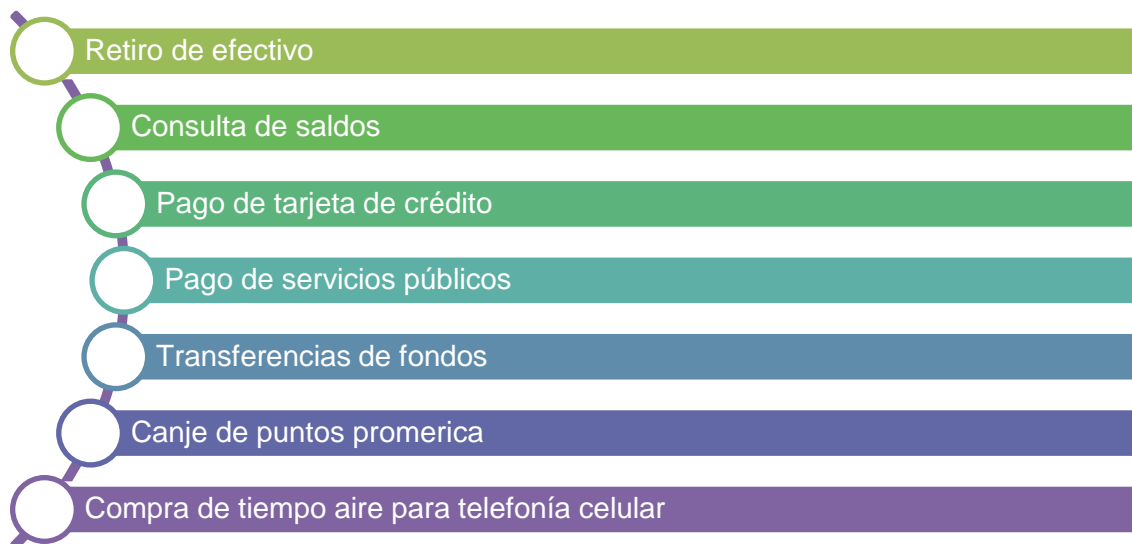 Retiro de efectivo
Consulta de saldos
Pago de tarjeta de crédito
Pago de servicios públicos
Transferencias de fondos
Canje de puntos promerica
Compra de tiempo aire para telefonía celular